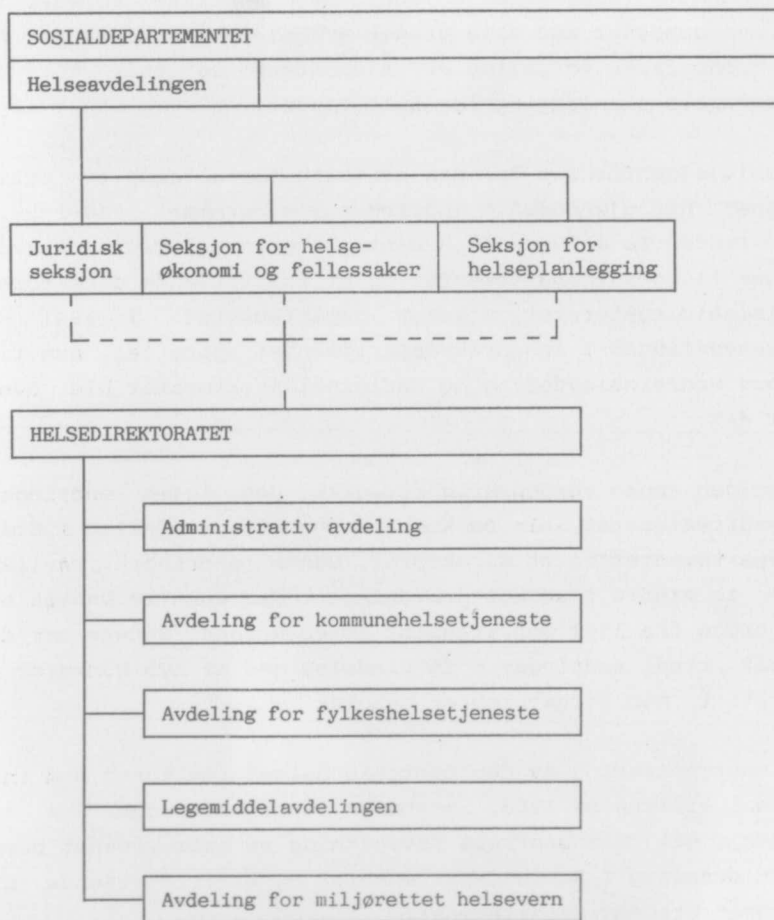 SOSIALDEPARTEMENTET
Helseavdelingen
Juridisk
seksjon
Seksjon for helse-
økonomi og fellessaker
Seksjon for
helseplanlegging
HELSEDIREKTORATET
Administrativ avdeling
Avdeling for kommunehelsetjeneste
Avdeling for fylkeshelsetjeneste
Legemiddelavdelingen
Avdeling for miljørettet helsevern